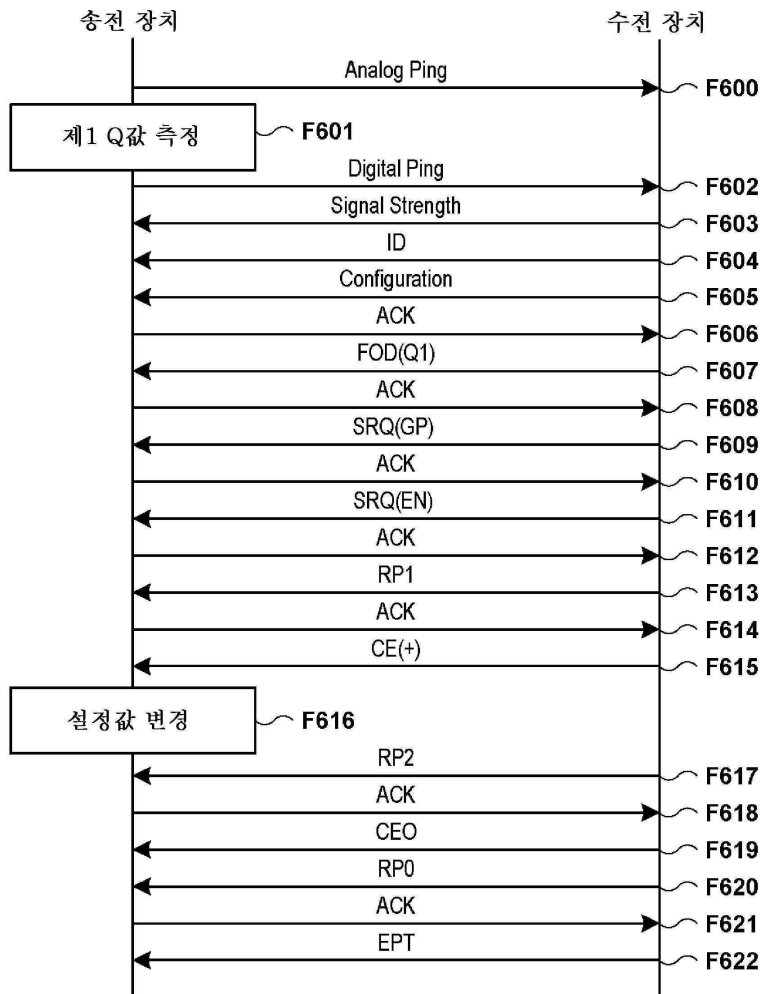 송전 장치
수전 장치
Analog Ping
F600
제1 Q값 측정
F601
Digital Ping
F602
Signal Strength
F603
ID
F604
Configuration
F605
ACK
F606
FOD(Q1)
F607
ACK
F608
SRQ(GP)
F609
ACK
F610
SRQ(EN)
F611
ACK
F612
RP1
F613
ACK
F614
CE(+)
F615
설정값 변경
F616
RP2
F617
ACK
F618
CEO
F619
RP0
F620
ACK
F621
EPT
F622